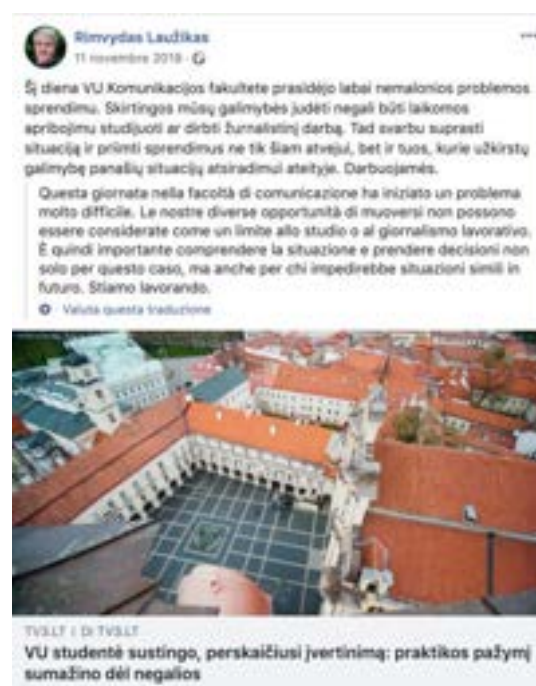 Rimvydas Laužikas
11 novembre 2019
Šį diena VU Komunikacijos fakultete prasidėjo labai nemalonios problemos
sprendimu. Skirtingos mūsų galimybės judėti negali būti laikomos
apribojimu studijuoti ar dirbti žurnalistinį darbą. Tad svarbu suprasti
situaciją ir priimti sprendimus ne tik šiam atvejui, bet ir tuos, kurie užkirstų
galimybę panašių situacijų atsiradimui ateityje. Darbuojamės.
Questa giornata nella facoltà di comunicazione ha iniziato un problema
molto difficile. Le nostre diverse opportunità di muoversi non possono
essere considerate come un limite allo studio o al giornalismo lavorativo.
È quindi importante comprendere la situazione e prendere decisioni non
solo per questo caso, ma anche per chi impedirebbe situazioni simili in
futuro. Stiamo lavorando.
Valuta questa traduzione
TV3.LT | DI TV3.LT
VU studentė sustingo, perskaičiusi įvertinimą: praktikos pažymį
sumažino dėl negalios